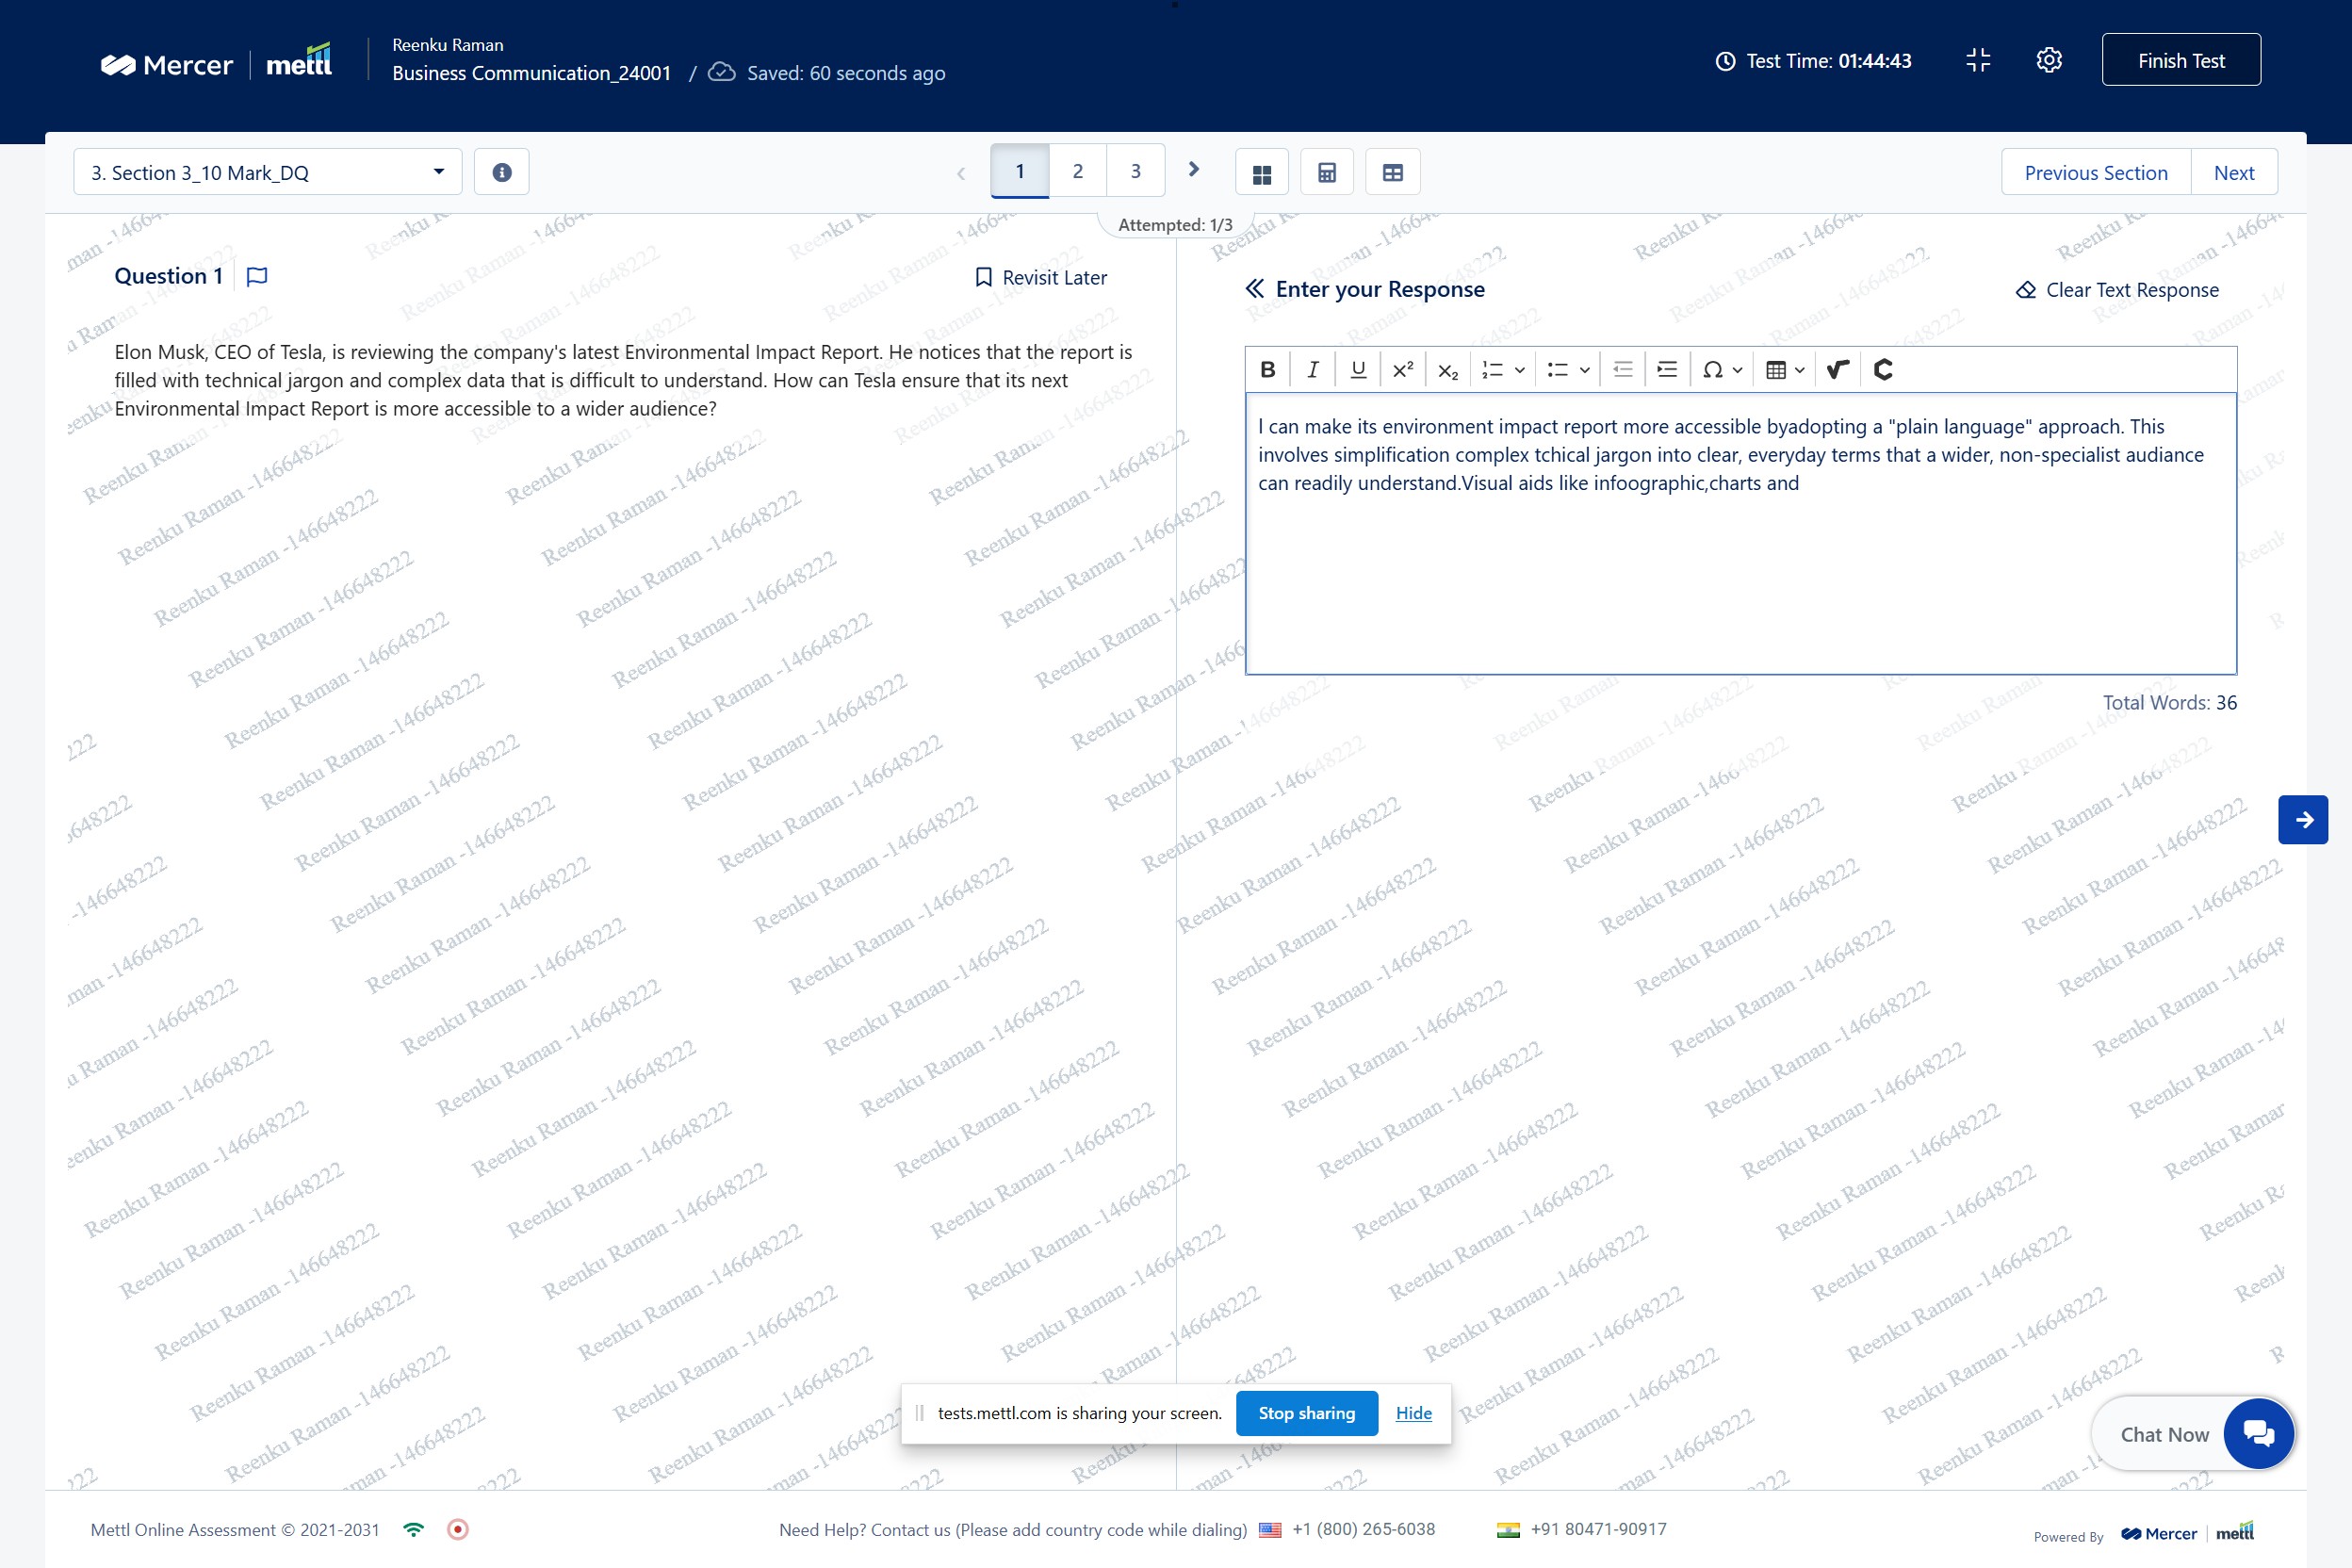 Mercer | mettl
Reenku Raman
Business Communication_24001 / Saved: 60 seconds ago
Test Time: 01:44:43
Finish Test
3. Section 3_10 Mark_DQ
1 2 3
Previous Section Next
Attempted: 1/3
Question 1
Revisit Later
Elon Musk, CEO of Tesla, is reviewing the company's latest Environmental Impact Report. He notices that the report is
filled with technical jargon and complex data that is difficult to understand. How can Tesla ensure that its next
Environmental Impact Report is more accessible to a wider audience?
Enter your Response
Clear Text Response
B I U x² x₂ Ω
I can make its environment impact report more accessible byadopting a "plain language" approach. This
involves simplification complex tchical jargon into clear, everyday terms that a wider, non-specialist audiance
can readily understand.Visual aids like infoographic,charts and
Total Words: 36
Reenku Raman -146648222
tests.mettl.com is sharing your screen. Stop sharing Hide
Chat Now
Mettl Online Assessment © 2021-2031
Need Help? Contact us (Please add country code while dialing) +1 (800) 265-6038 +91 80471-90917
Powered By Mercer | mettl